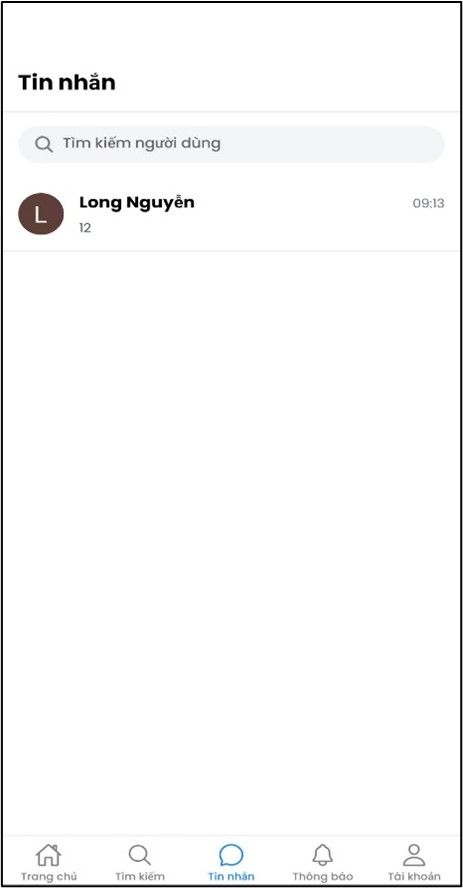 Tin nhắn
Tìm kiếm người dùng
L
Long Nguyễn
09:13
12
Trang chủ
Tìm kiếm
Tin nhắn
Thông báo
Tài khoản